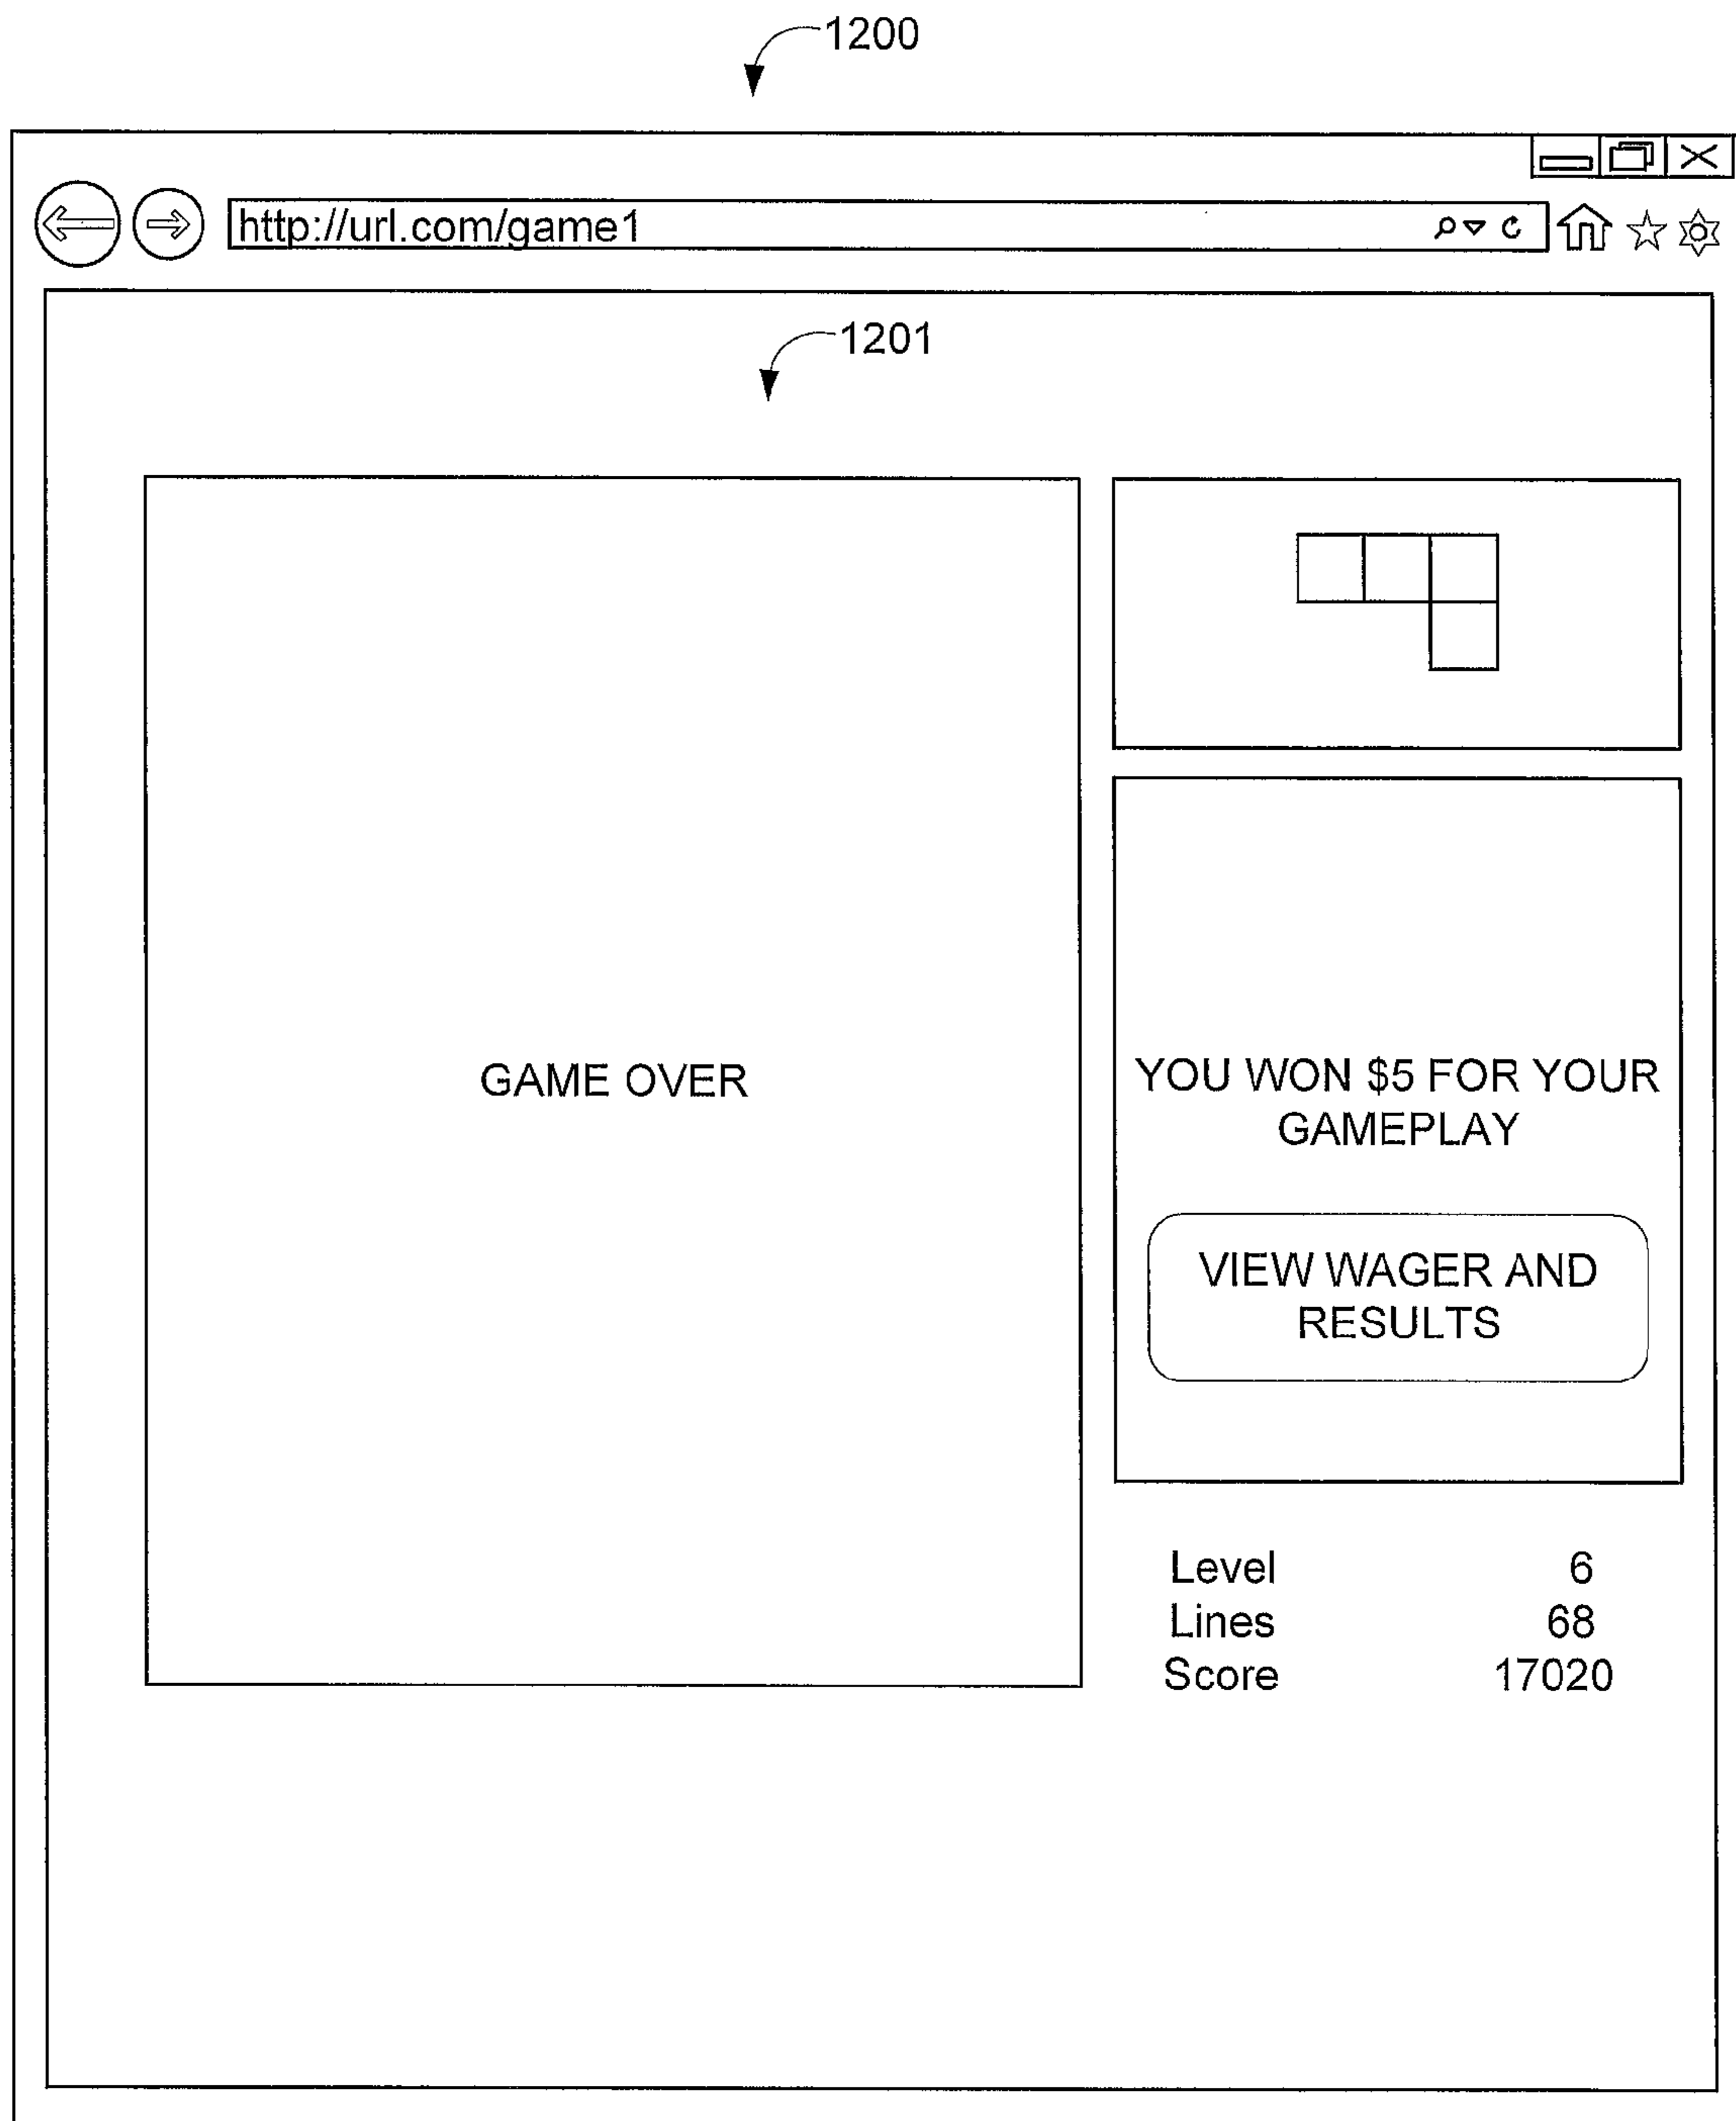 1200
http://url.com/game1
1201
GAME OVER
YOU WON $5 FOR YOUR
GAMEPLAY
VIEW WAGER AND
RESULTS
Level 6
Lines 68
Score 17020